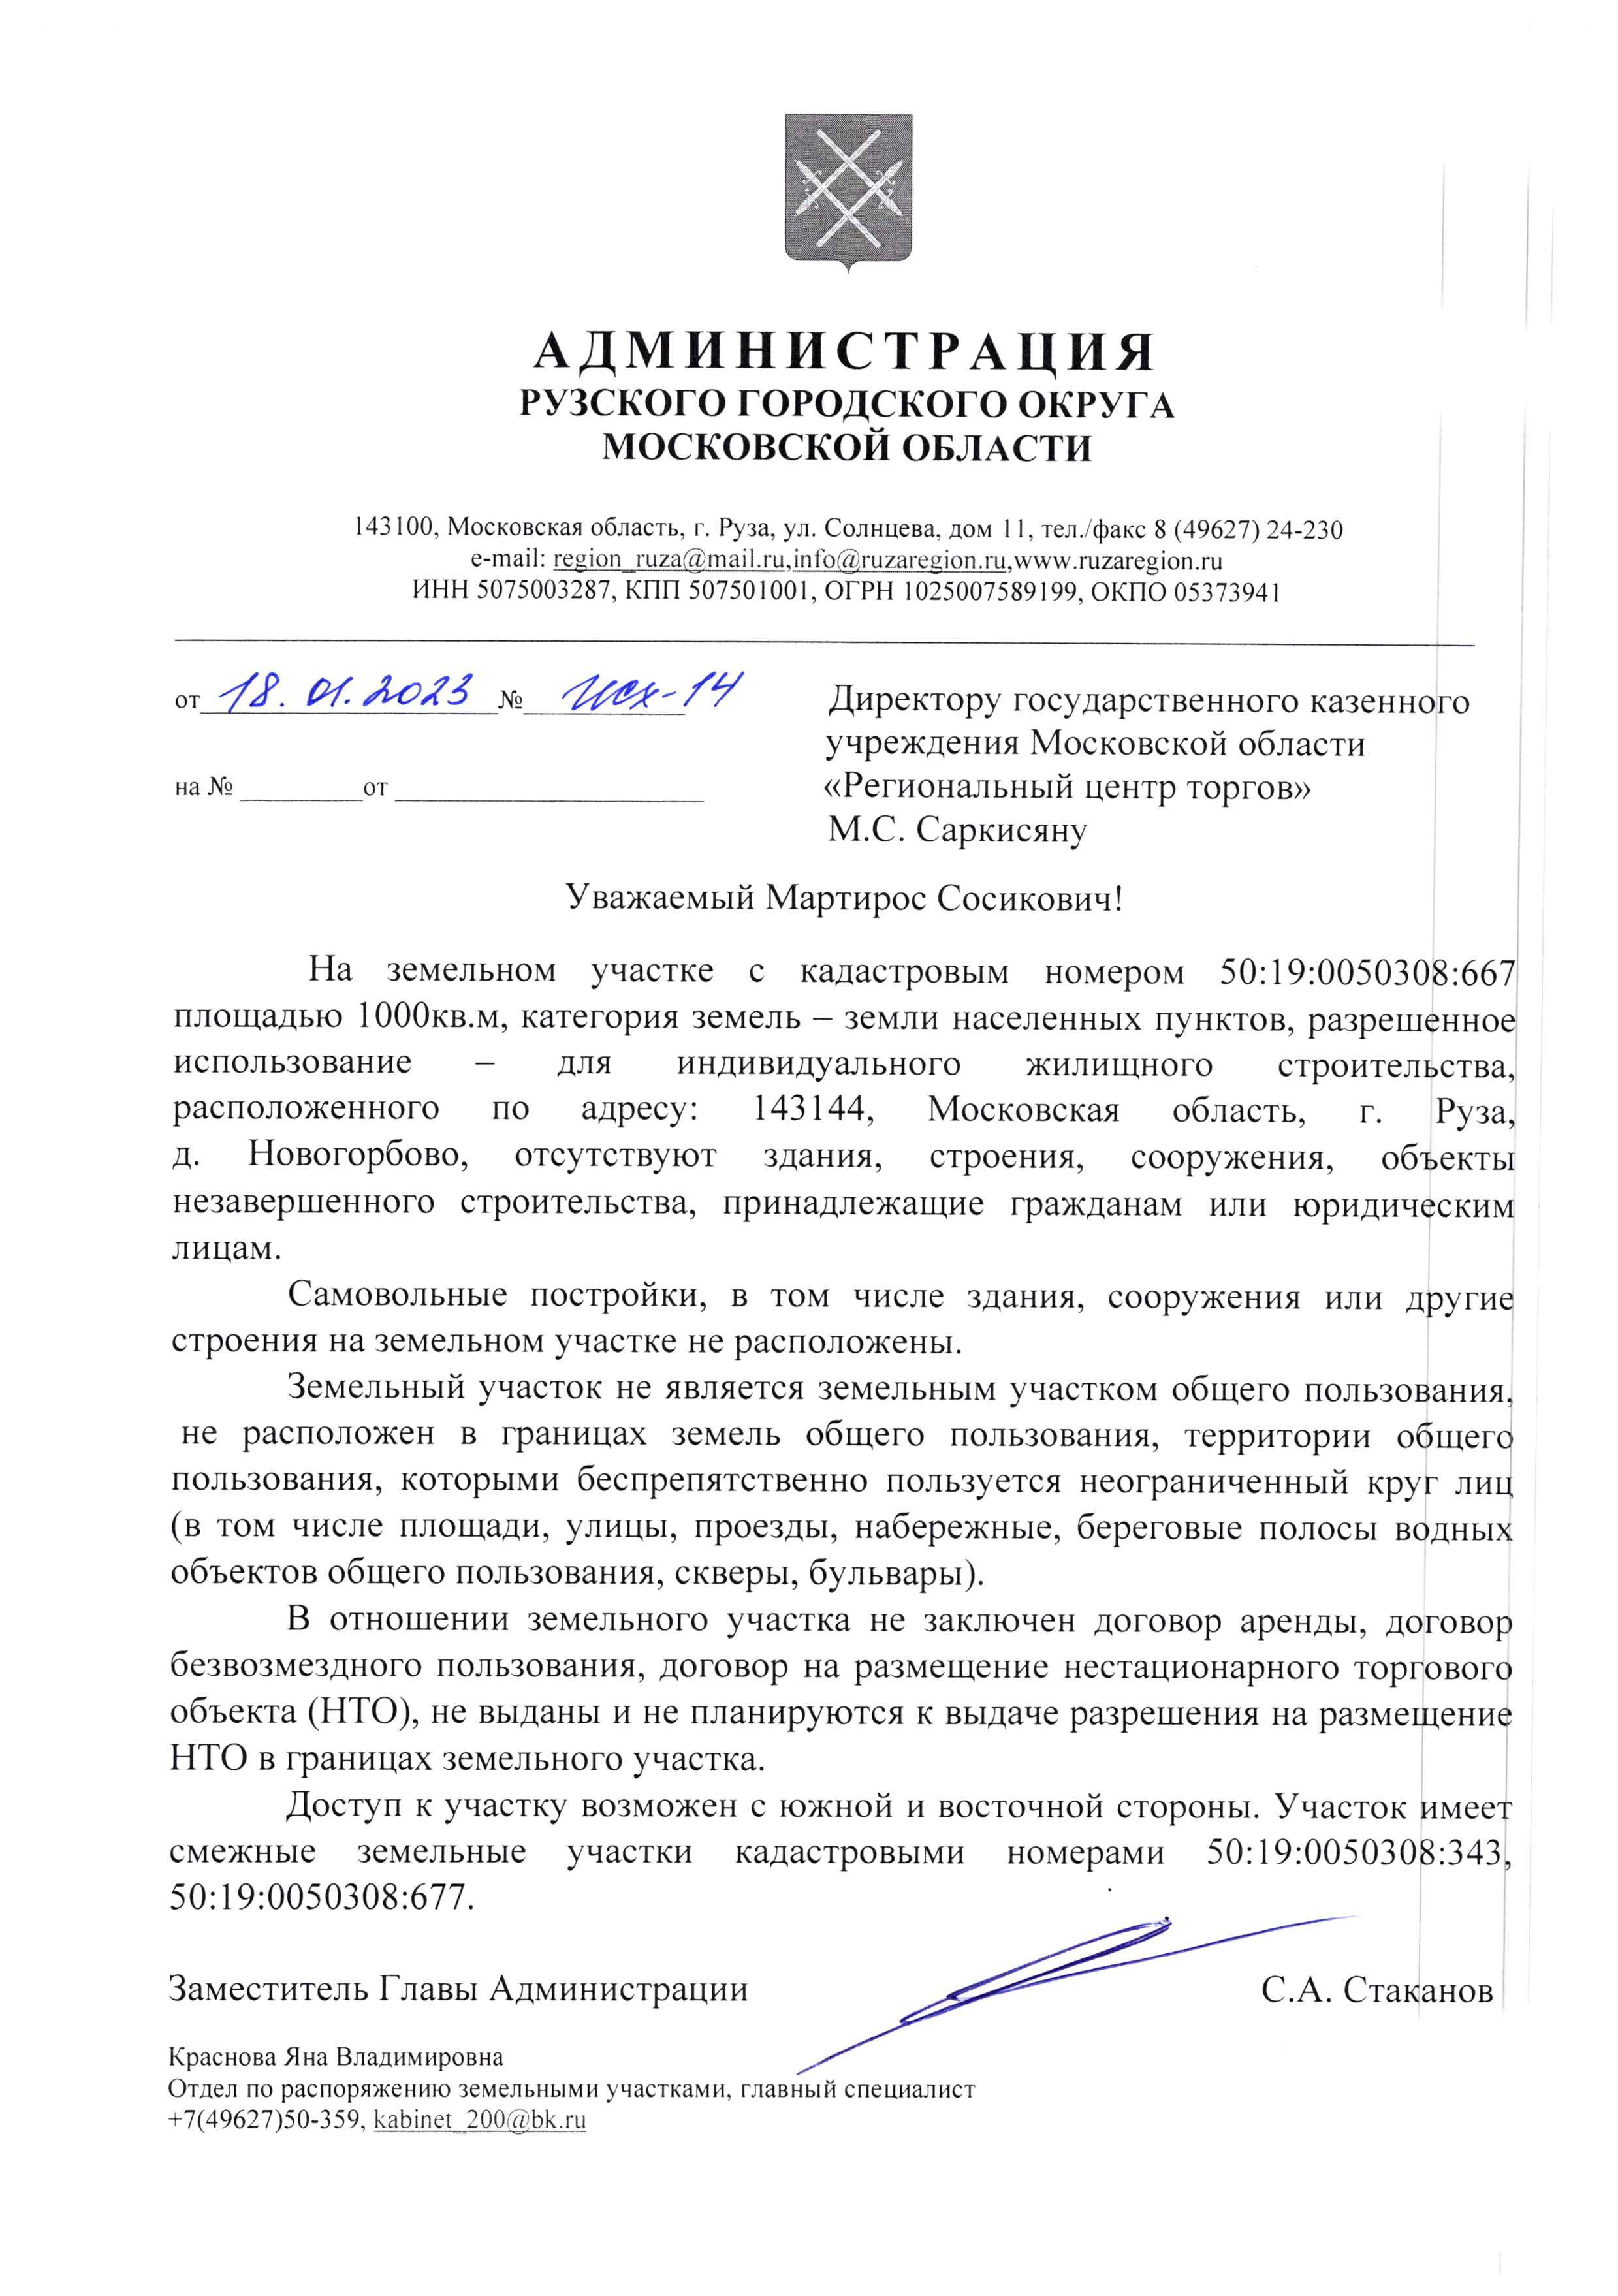 АДМИНИСТРАЦИЯ
РУЗСКОГО ГОРОДСКОГО ОКРУГА
МОСКОВСКОЙ ОБЛАСТИ
143100, Московская область, г. Руза, ул. Солнцева, дом 11, тел./факс 8 (49627) 24-230
e-mail: region_ruza@mail.ru,info@ruzaregion.ru,www.ruzaregion.ru
ИНН 5075003287, КПП 507501001, ОГРН 1025007589199, ОКПО 05373941
от 18.01.2023 № исх-14
на № __________ от __________
Директору государственного казенного
учреждения Московской области
«Региональный центр торгов»
М.С. Саркисяну
Уважаемый Мартирос Сосикович!
На земельном участке с кадастровым номером 50:19:0050308:667
площадью 1000кв.м, категория земель – земли населенных пунктов, разрешенное
использование – для индивидуального жилищного строительства,
расположенного по адресу: 143144, Московская область, г. Руза,
д. Новогорбово, отсутствуют здания, строения, сооружения, объекты
незавершенного строительства, принадлежащие гражданам или юридическим
лицам.
Самовольные постройки, в том числе здания, сооружения или другие
строения на земельном участке не расположены.
Земельный участок не является земельным участком общего пользования,
не расположен в границах земель общего пользования, территории общего
пользования, которыми беспрепятственно пользуется неограниченный круг лиц
(в том числе площади, улицы, проезды, набережные, береговые полосы водных
объектов общего пользования, скверы, бульвары).
В отношении земельного участка не заключен договор аренды, договор
безвозмездного пользования, договор на размещение нестационарного торгового
объекта (НТО), не выданы и не планируются к выдаче разрешения на размещение
НТО в границах земельного участка.
Доступ к участку возможен с южной и восточной стороны. Участок имеет
смежные земельные участки кадастровыми номерами 50:19:0050308:343,
50:19:0050308:677.
Заместитель Главы Администрации С.А. Стаканов
Краснова Яна Владимировна
Отдел по распоряжению земельными участками, главный специалист
+7(49627)50-359, kabinet_200@bk.ru